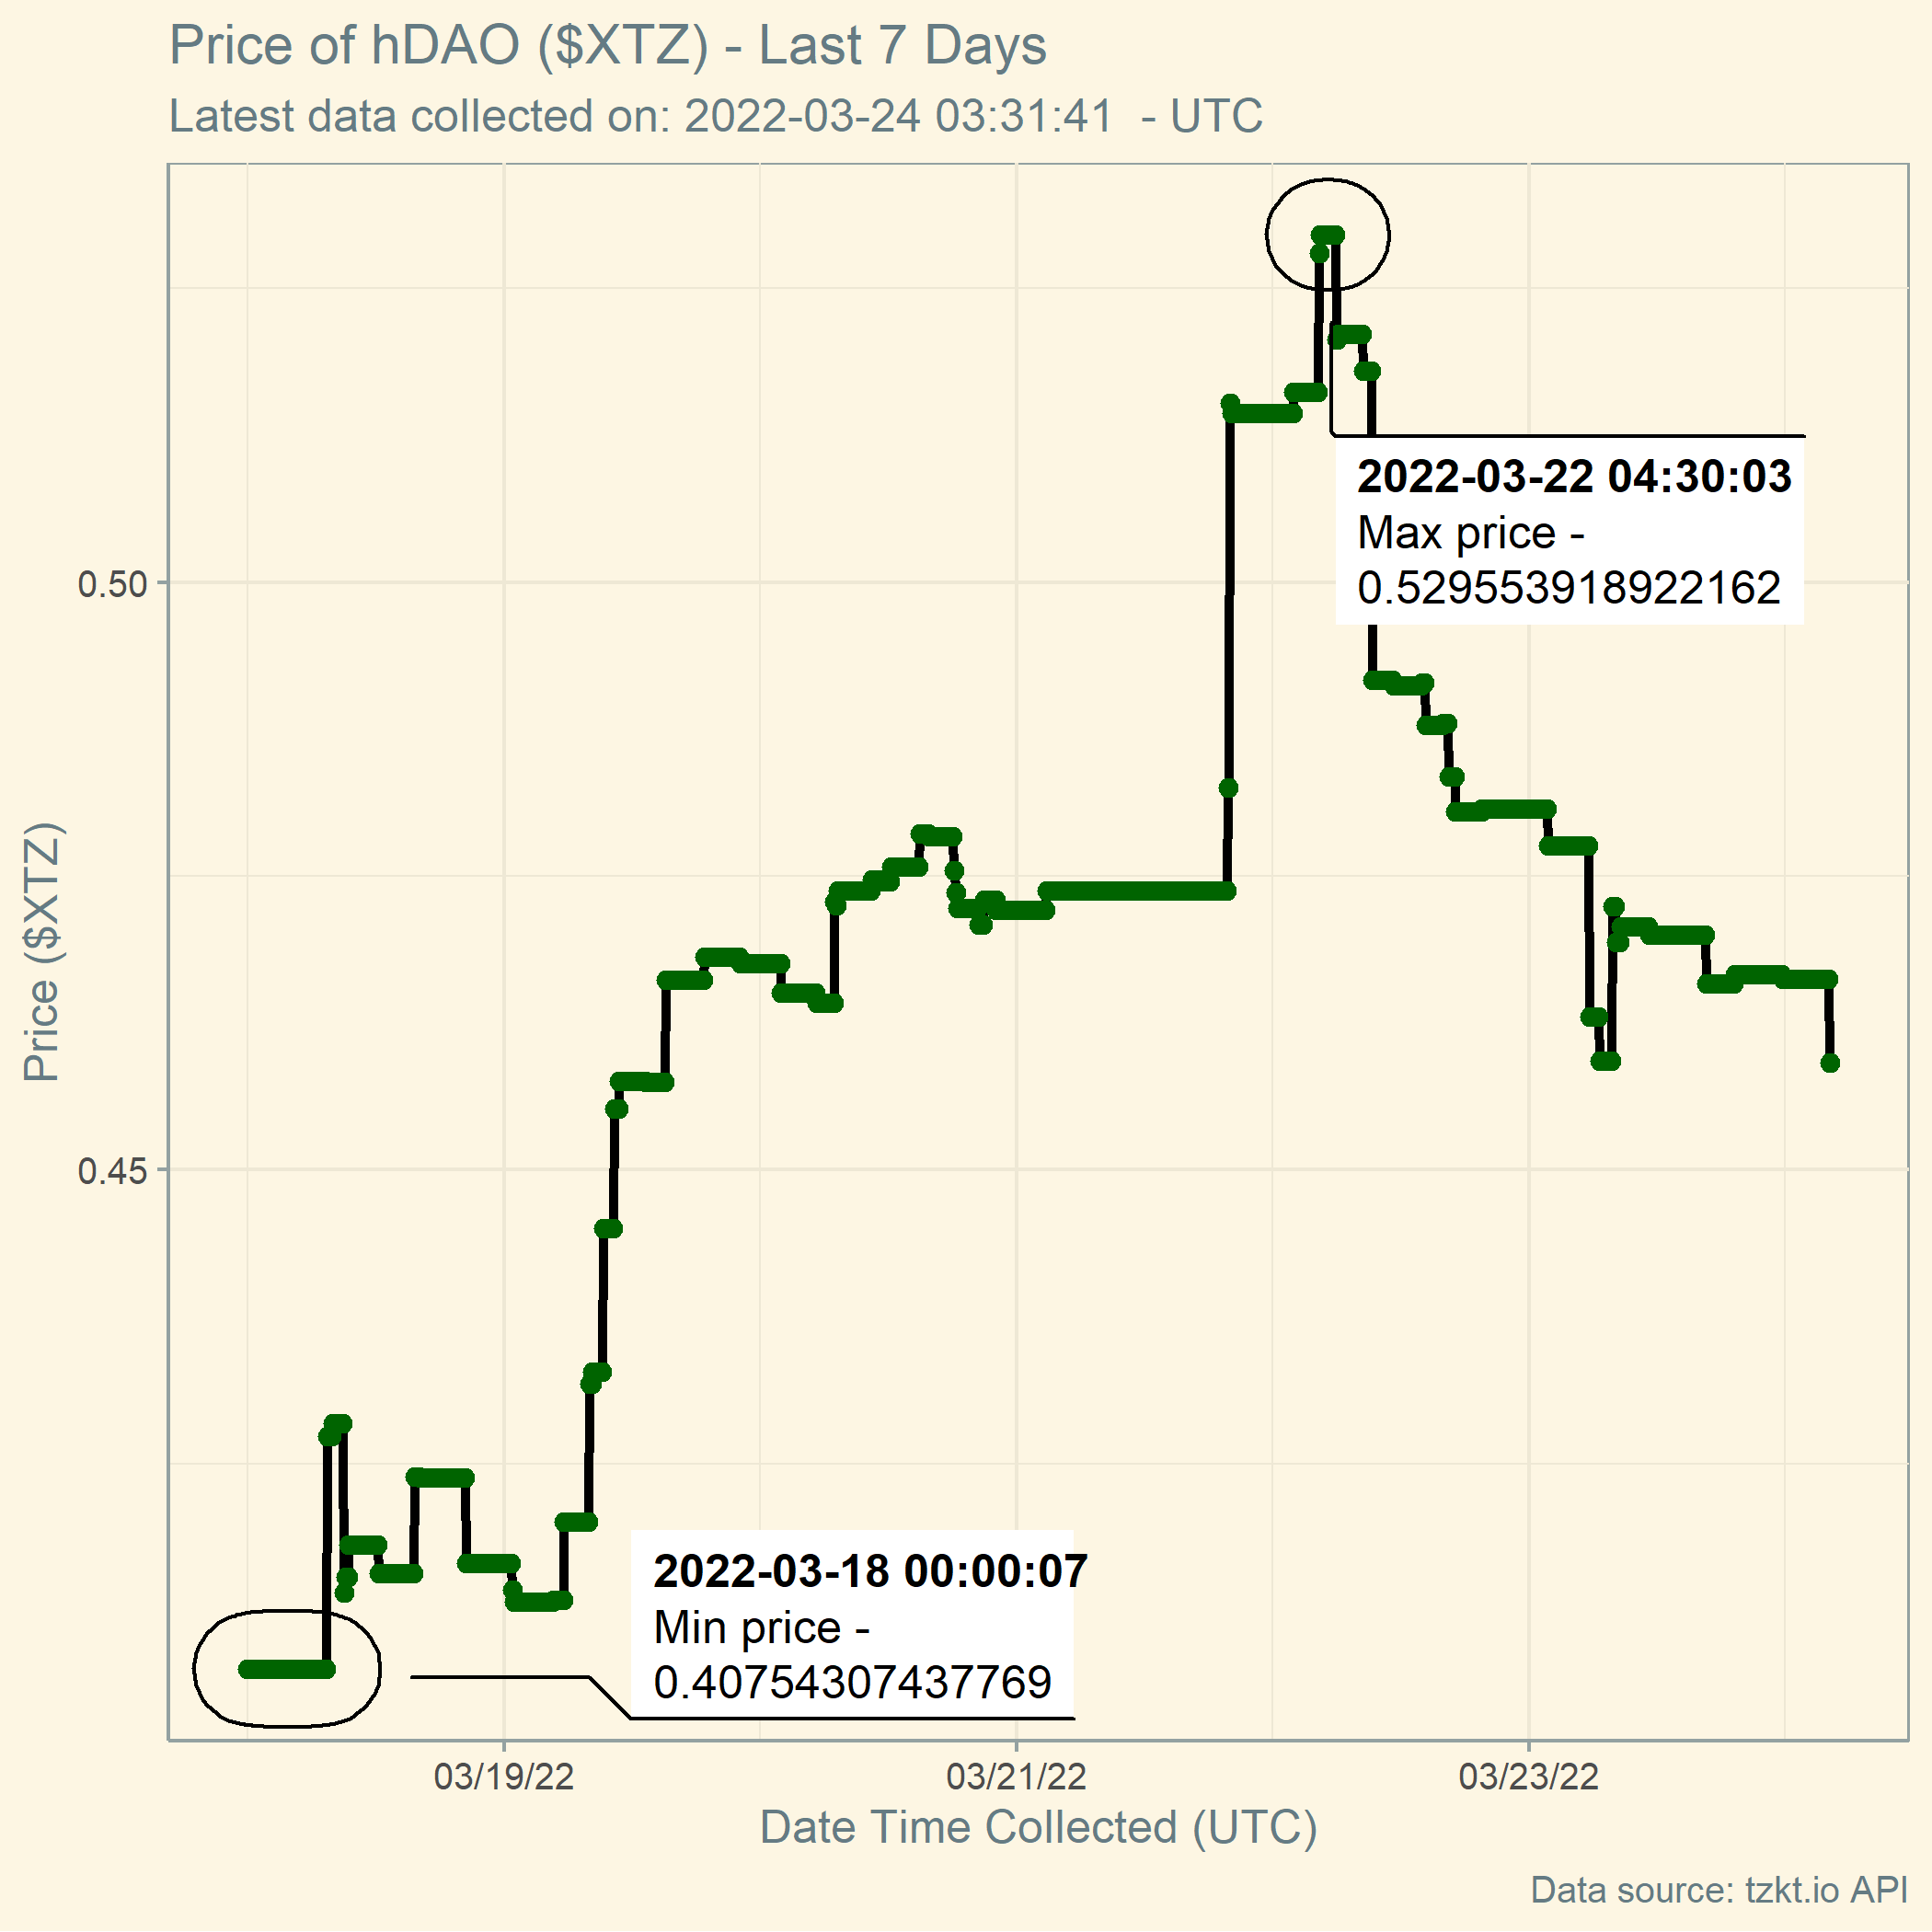 Price of hDAO ($XTZ) - Last 7 Days
Latest data collected on: 2022-03-24 03:31:41  - UTC
2022-03-22 04:30:03
Max price -
0.529553918922162
0.50
Price ($XTZ)
0.45
2022-03-18 00:00:07
Min price -
0.40754307437769
03/19/22
03/21/22
03/23/22
Date Time Collected (UTC)
Data source: tzkt.io API